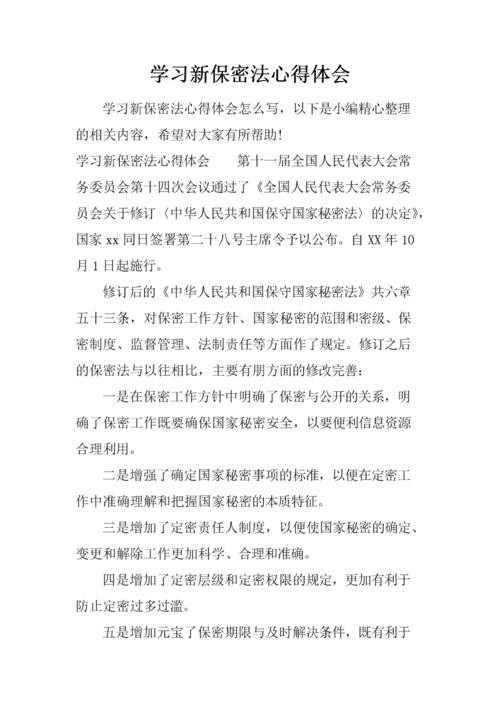 学习新保密法心得体会
学习新保密法心得体会怎么写，以下是小编精心整理
的相关内容，希望对大家有所帮助!
学习新保密法心得体会 第十一届全国人民代表大会常
务委员会第十四次会议通过了《全国人民代表大会常务委
员会关于修订〈中华人民共和国保守国家秘密法〉的决定》，
国家 xx 同日签署第二十八号主席令予以公布。自 XX 年 10
月 1 日起施行。
修订后的《中华人民共和国保守国家秘密法》共六章
五十三条，对保密工作方针、国家秘密的范围和密级、保
密制度、监督管理、法制责任等方面作了规定。修订之后
的保密法与以往相比，主要有朋方面的修改完善：
一是在保密工作方针中明确了保密与公开的关系，明
确了保密工作既要确保国家秘密安全，以要便利信息资源
合理利用。
二是增强了确定国家秘密事项的标准，以便在定密工
作中准确理解和把握国家秘密的本质特征。
三是增加了定密责任人制度，以便使国家秘密的确定、
变更和解除工作更加科学、合理和准确。
四是增加了定密层级和定密权限的规定，更加有利于
防止定密过多过滥。
五是增加元宝了保密期限与及时解决条件，既有利于